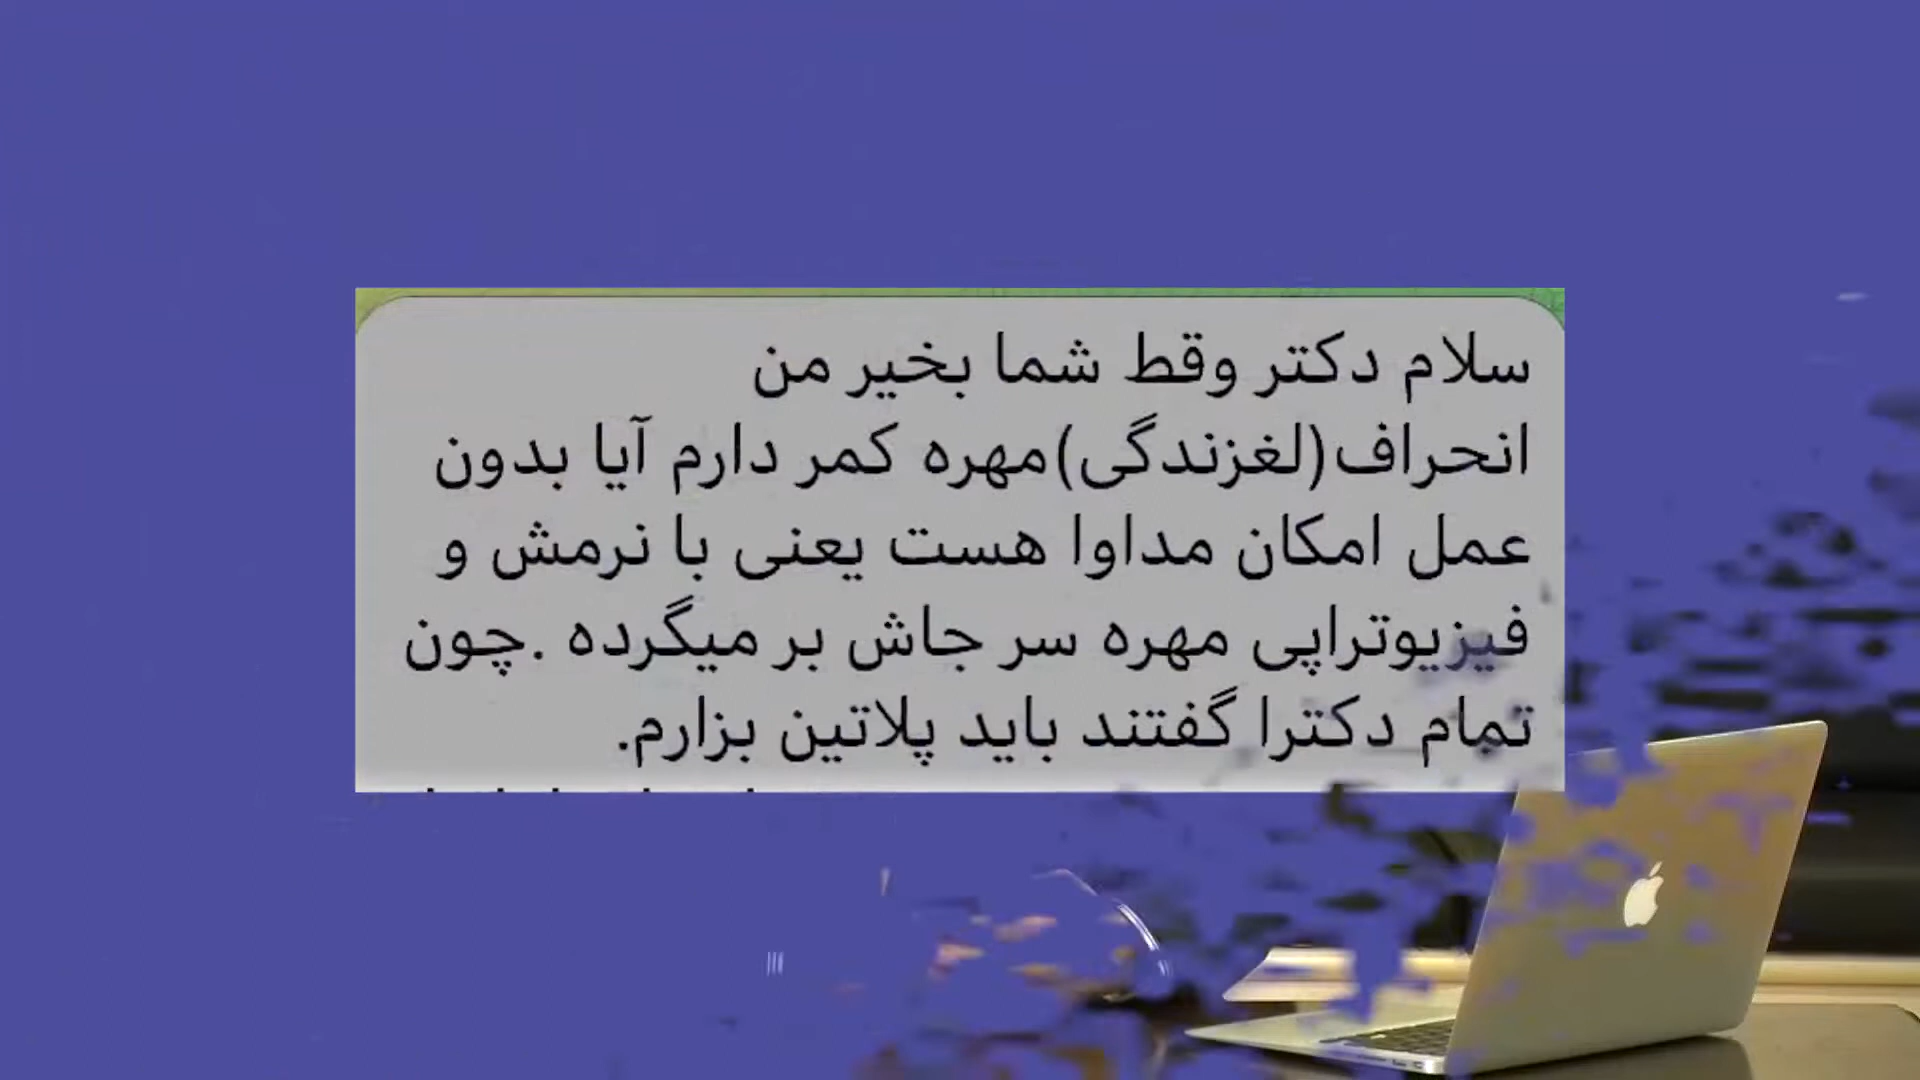 سلام دکتر وقط شما بخیر من
انحراف(لغزندگی)مهره کمر دارم آیا بدون
عمل امکان مداوا هست یعنی با نرمش و
فیزیوتراپی مهره سر جاش بر میگرده .چون
تمام دکترا گفتند باید پلاتین بزارم.